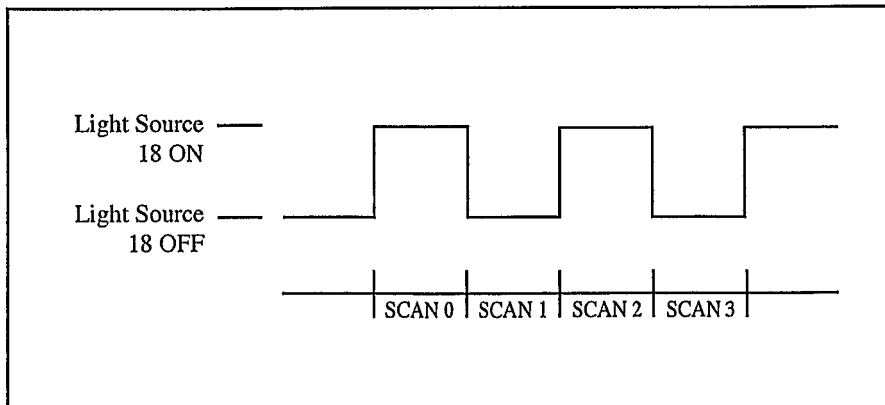 Light Source
18 ON
Light Source
18 OFF
SCAN 0 SCAN 1 SCAN 2 SCAN 3